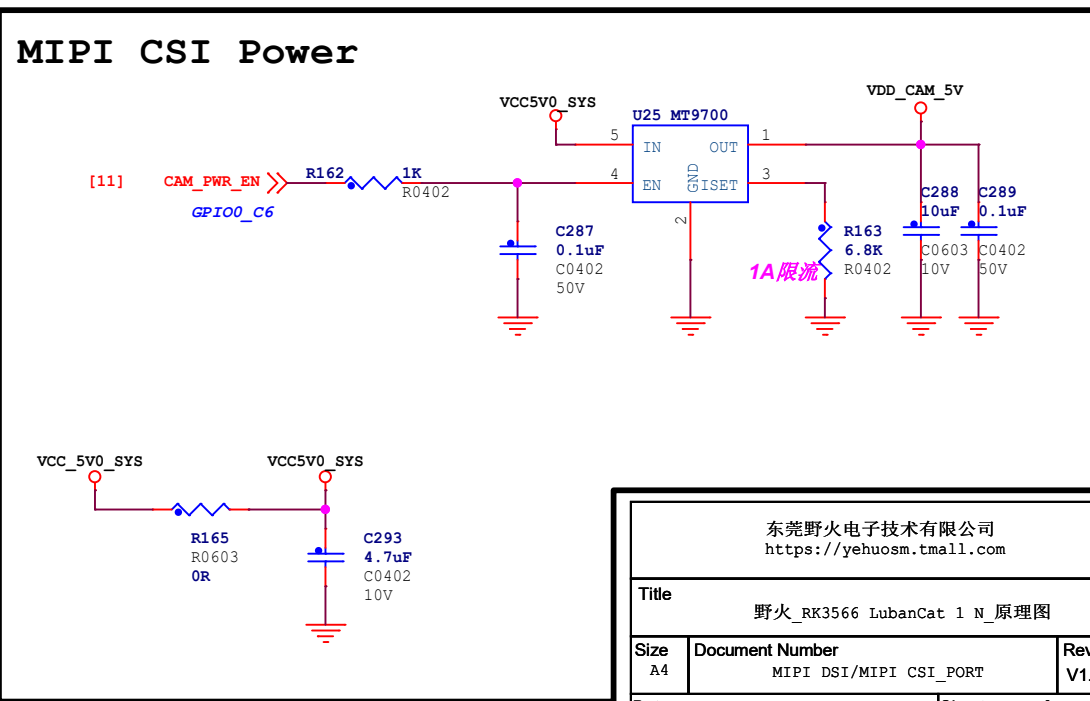 MIPI CSI Power
VDD_CAM_5V
VCC5V0_SYS
U25 MT9700
5
IN
OUT
1
[11]
CAM_PWR_EN
R162
1K
R0402
4
EN
GND
ISET
3
GPIO0_C6
2
C287
0.1uF
C0402
50V
1A限流
R163
6.8K
R0402
C288
10uF
C0603
10V
C289
0.1uF
C0402
50V
VCC_5V0_SYS
VCC5V0_SYS
R165
R0603
0R
C293
4.7uF
C0402
10V
东莞野火电子技术有限公司
https://yehuosm.tmall.com
Title
野火_RK3566 LubanCat 1 N_原理图
Size
A4
Document Number
MIPI DSI/MIPI CSI_PORT
Rev
V1.